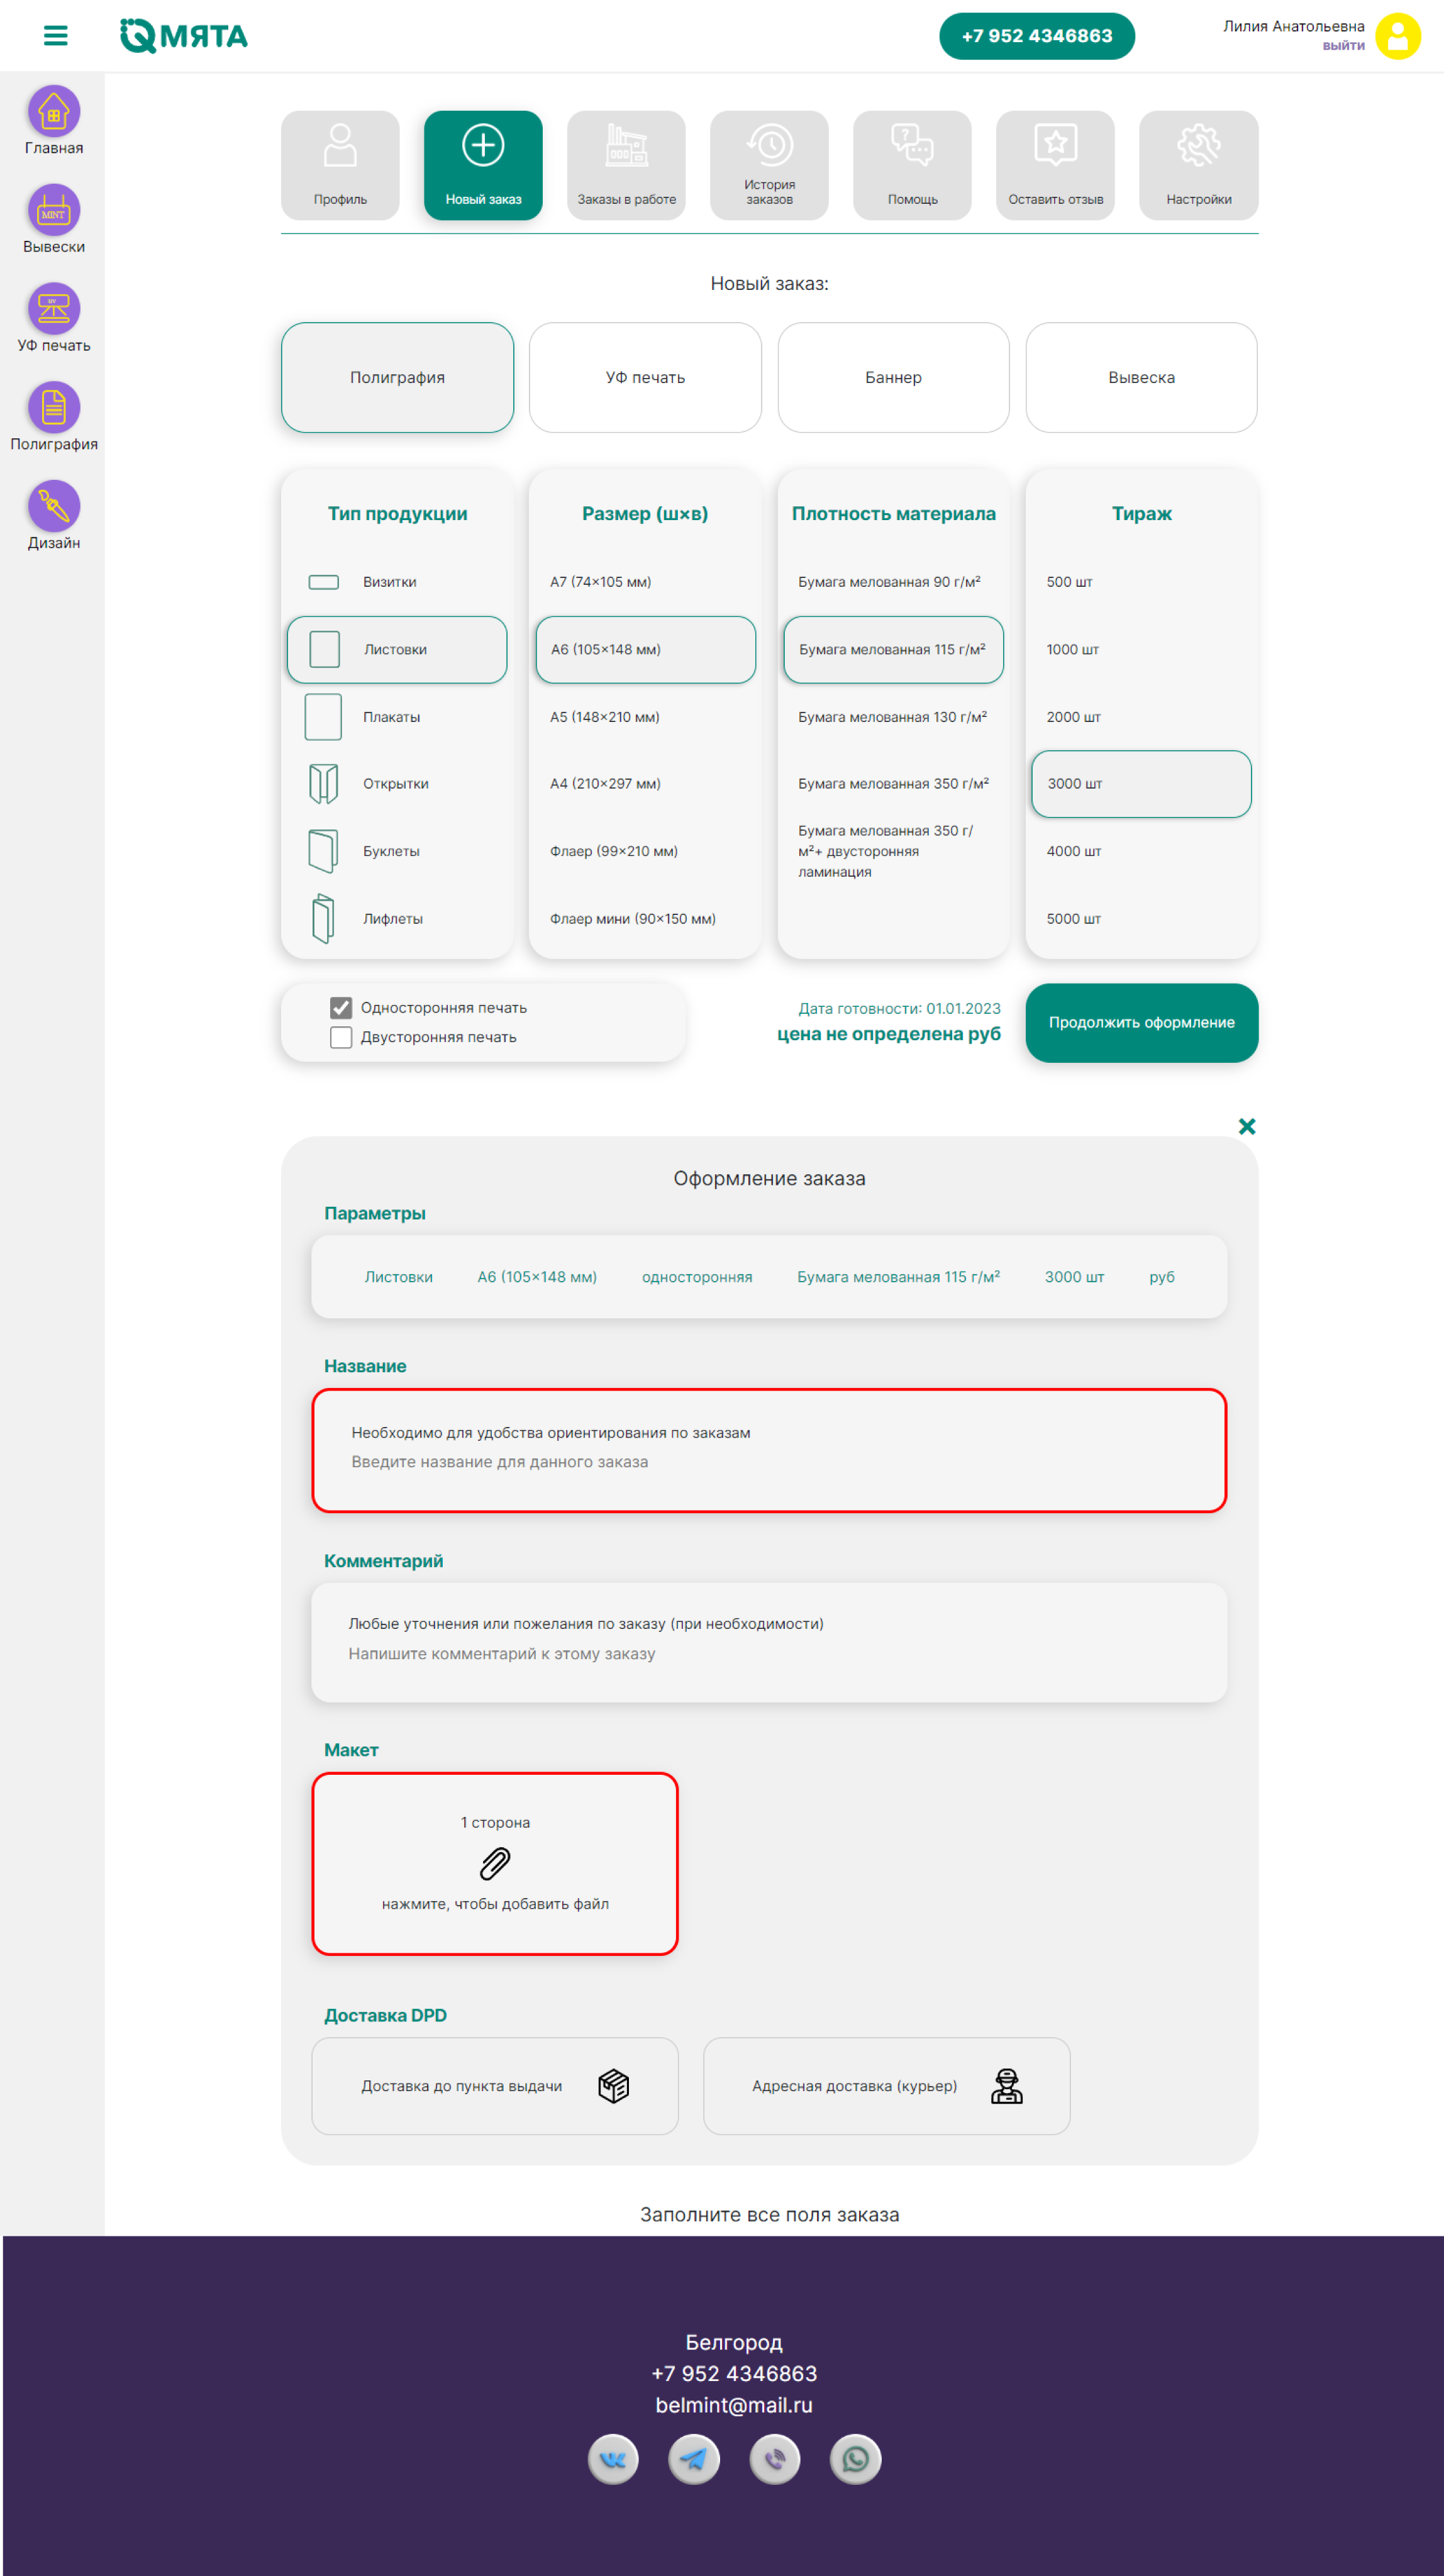 МЯТА
+7 952 4346863
Лилия Анатольевна
выйти
Главная
MINT
Вывески
UV
УФ печать
Полиграфия
Дизайн
Профиль
Новый заказ
Заказы в работе
История
заказов
Помощь
Оставить отзыв
Настройки
Новый заказ:
Полиграфия
УФ печать
Баннер
Вывеска
Тип продукции
Визитки
Листовки
Плакаты
Открытки
Буклеты
Лифлеты
Размер (ш×в)
А7 (74×105 мм)
А6 (105×148 мм)
А5 (148×210 мм)
А4 (210×297 мм)
Флаер (99×210 мм)
Флаер мини (90×150 мм)
Плотность материала
Бумага мелованная 90 г/м²
Бумага мелованная 115 г/м²
Бумага мелованная 130 г/м²
Бумага мелованная 350 г/м²
Бумага мелованная 350 г/
м²+ двусторонняя
ламинация
Тираж
500 шт
1000 шт
2000 шт
3000 шт
4000 шт
5000 шт
Односторонняя печать
Двусторонняя печать
Дата готовности: 01.01.2023
цена не определена руб
Продолжить оформление
Оформление заказа
Параметры
Листовки А6 (105×148 мм) односторонняя Бумага мелованная 115 г/м² 3000 шт руб
Название
Необходимо для удобства ориентирования по заказам
Введите название для данного заказа
Комментарий
Любые уточнения или пожелания по заказу (при необходимости)
Напишите комментарий к этому заказу
Макет
1 сторона
нажмите, чтобы добавить файл
Доставка DPD
Доставка до пункта выдачи
Адресная доставка (курьер)
Заполните все поля заказа
Белгород
+7 952 4346863
belmint@mail.ru